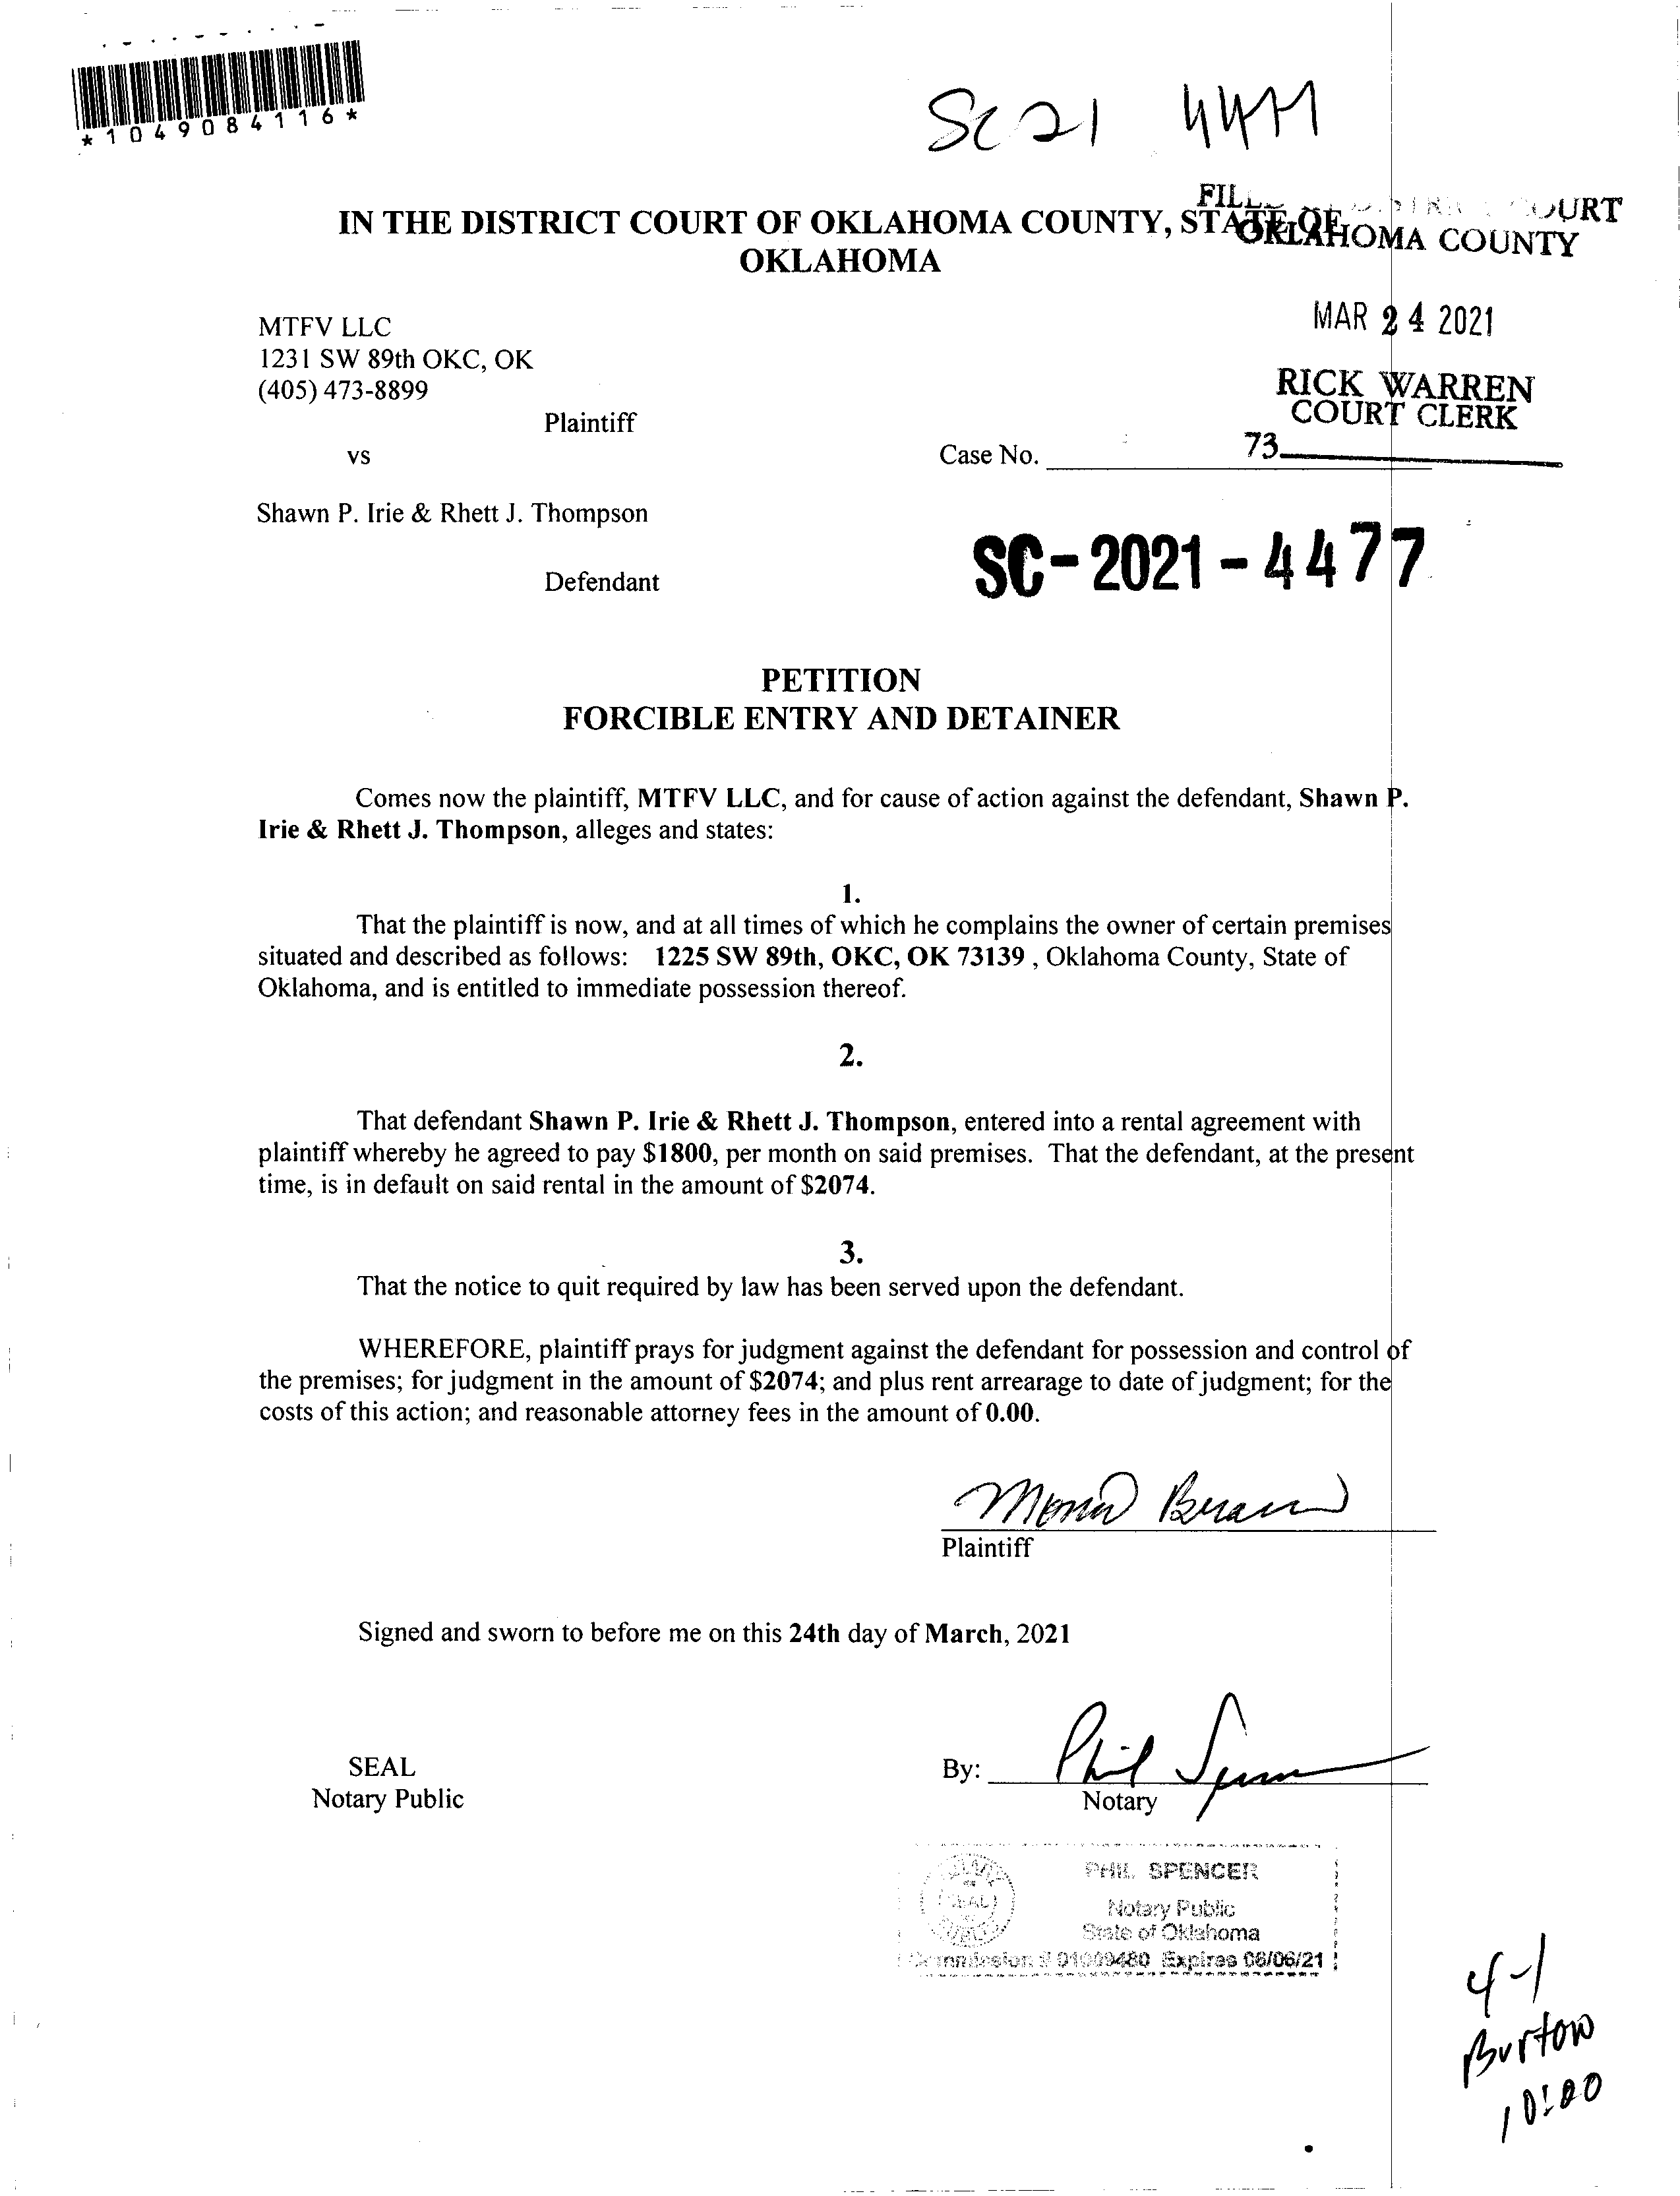 *1049084116*
SC21 4477
IN THE DISTRICT COURT OF OKLAHOMA COUNTY, STATE OF
OKLAHOMA
COURT
OKLAHOMA COUNTY
MTFV LLC
1231 SW 89th OKC, OK
(405) 473-8899
Plaintiff
vs
Shawn P. Irie & Rhett J. Thompson
Defendant
MAR 24 2021
RICK WARREN
COURT CLERK
Case No. 73
SC-2021-4477
PETITION
FORCIBLE ENTRY AND DETAINER
Comes now the plaintiff, MTFV LLC, and for cause of action against the defendant, Shawn P.
Irie & Rhett J. Thompson, alleges and states:
1.
That the plaintiff is now, and at all times of which he complains the owner of certain premises
situated and described as follows: 1225 SW 89th, OKC, OK 73139 , Oklahoma County, State of
Oklahoma, and is entitled to immediate possession thereof.
2.
That defendant Shawn P. Irie & Rhett J. Thompson, entered into a rental agreement with
plaintiff whereby he agreed to pay $1800, per month on said premises. That the defendant, at the present
time, is in default on said rental in the amount of $2074.
3.
That the notice to quit required by law has been served upon the defendant.
WHEREFORE, plaintiff prays for judgment against the defendant for possession and control of
the premises; for judgment in the amount of $2074; and plus rent arrearage to date of judgment; for the
costs of this action; and reasonable attorney fees in the amount of 0.00.
Plaintiff
Signed and sworn to before me on this 24th day of March, 2021
SEAL
Notary Public
By: Phil Spencer
Notary
PHIL SPENCER
Notary Public
State of Oklahoma
Commission # 01009480 Expires 06/06/21
4-1
Burton
10:00